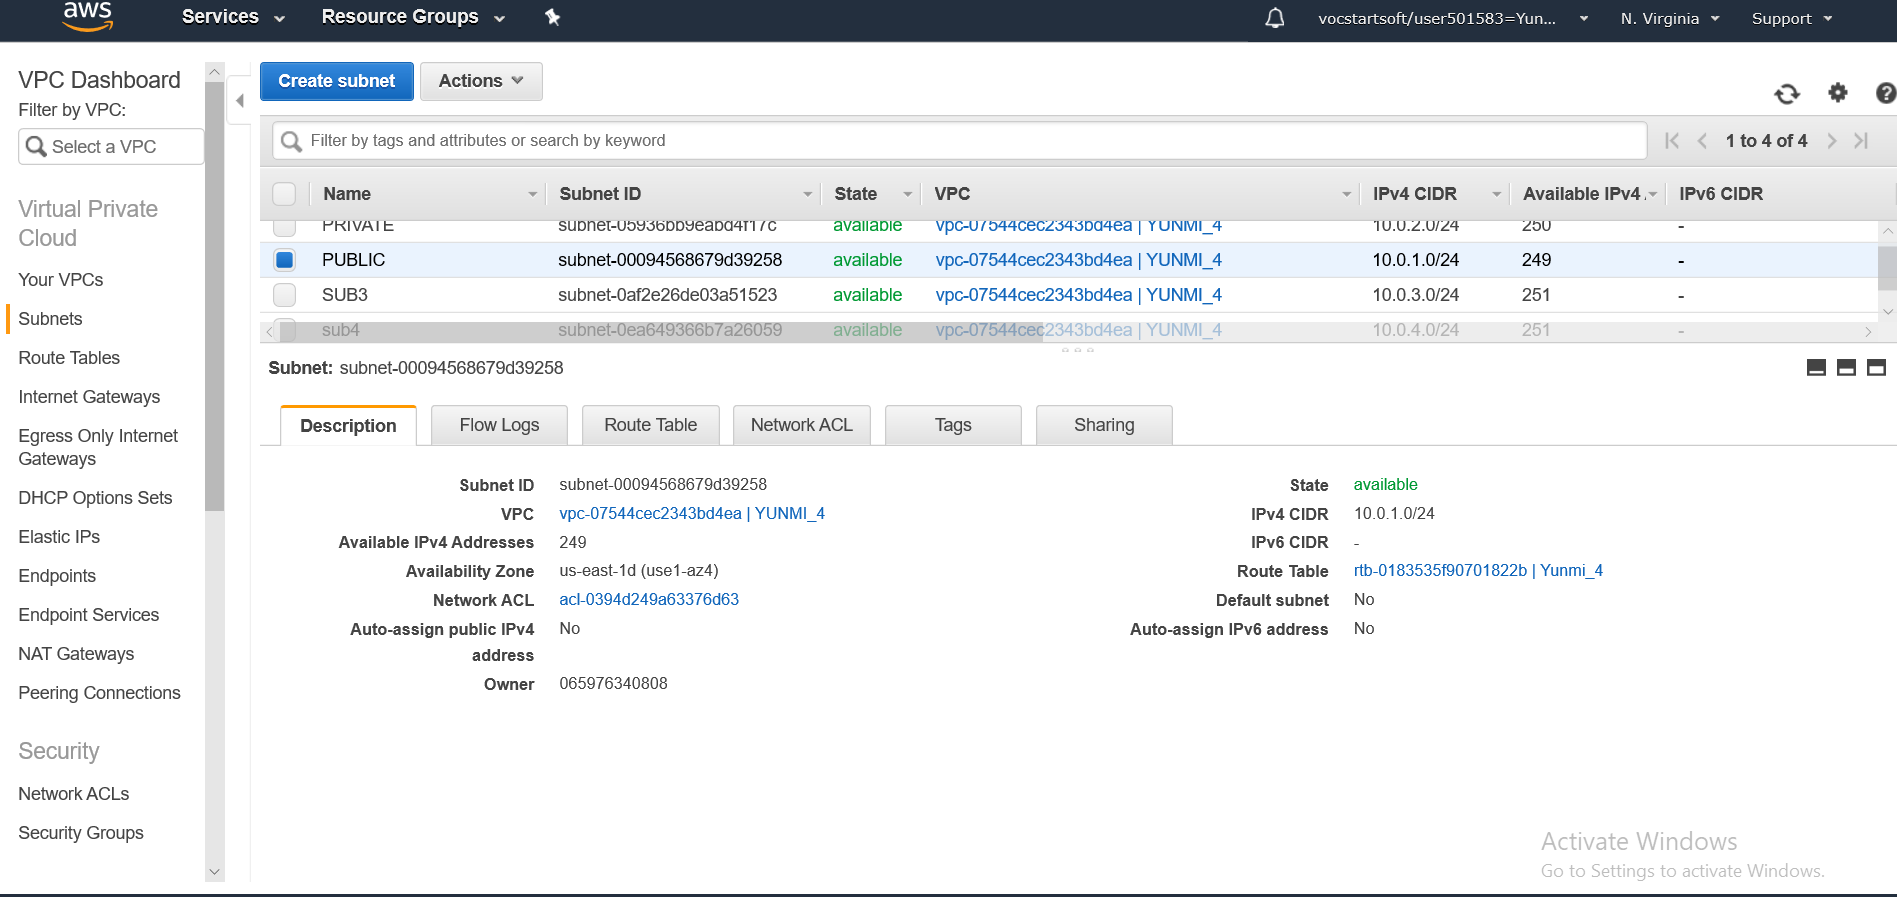 aws Services Resource Groups vocstartsoft/user501583=Yun... N. Virginia Support
VPC Dashboard
Filter by VPC:
Select a VPC
Virtual Private
Cloud
Your VPCs
Subnets
Route Tables
Internet Gateways
Egress Only Internet
Gateways
DHCP Options Sets
Elastic IPs
Endpoints
Endpoint Services
NAT Gateways
Peering Connections
Security
Network ACLs
Security Groups
Create subnet Actions
Filter by tags and attributes or search by keyword 1 to 4 of 4
Name Subnet ID State VPC IPv4 CIDR Available IPv4 . IPv6 CIDR
PRIVATE subnet-05936bb9eabd4f17c available vpc-07544cec2343bd4ea | YUNMI_4 10.0.2.0/24 250 -
PUBLIC subnet-00094568679d39258 available vpc-07544cec2343bd4ea | YUNMI_4 10.0.1.0/24 249 -
SUB3 subnet-0af2e26de03a51523 available vpc-07544cec2343bd4ea | YUNMI_4 10.0.3.0/24 251 -
sub4 subnet-0ea649366b7a26059 available vpc-07544cec2343bd4ea | YUNMI_4 10.0.4.0/24 251 -
Subnet: subnet-00094568679d39258
Description Flow Logs Route Table Network ACL Tags Sharing
Subnet ID subnet-00094568679d39258 State available
VPC vpc-07544cec2343bd4ea | YUNMI_4 IPv4 CIDR 10.0.1.0/24
Available IPv4 Addresses 249 IPv6 CIDR -
Availability Zone us-east-1d (use1-az4) Route Table rtb-0183535f90701822b | Yunmi_4
Network ACL acl-0394d249a63376d63 Default subnet No
Auto-assign public IPv4 No Auto-assign IPv6 address No
address
Owner 065976340808
Activate Windows
Go to Settings to activate Windows.